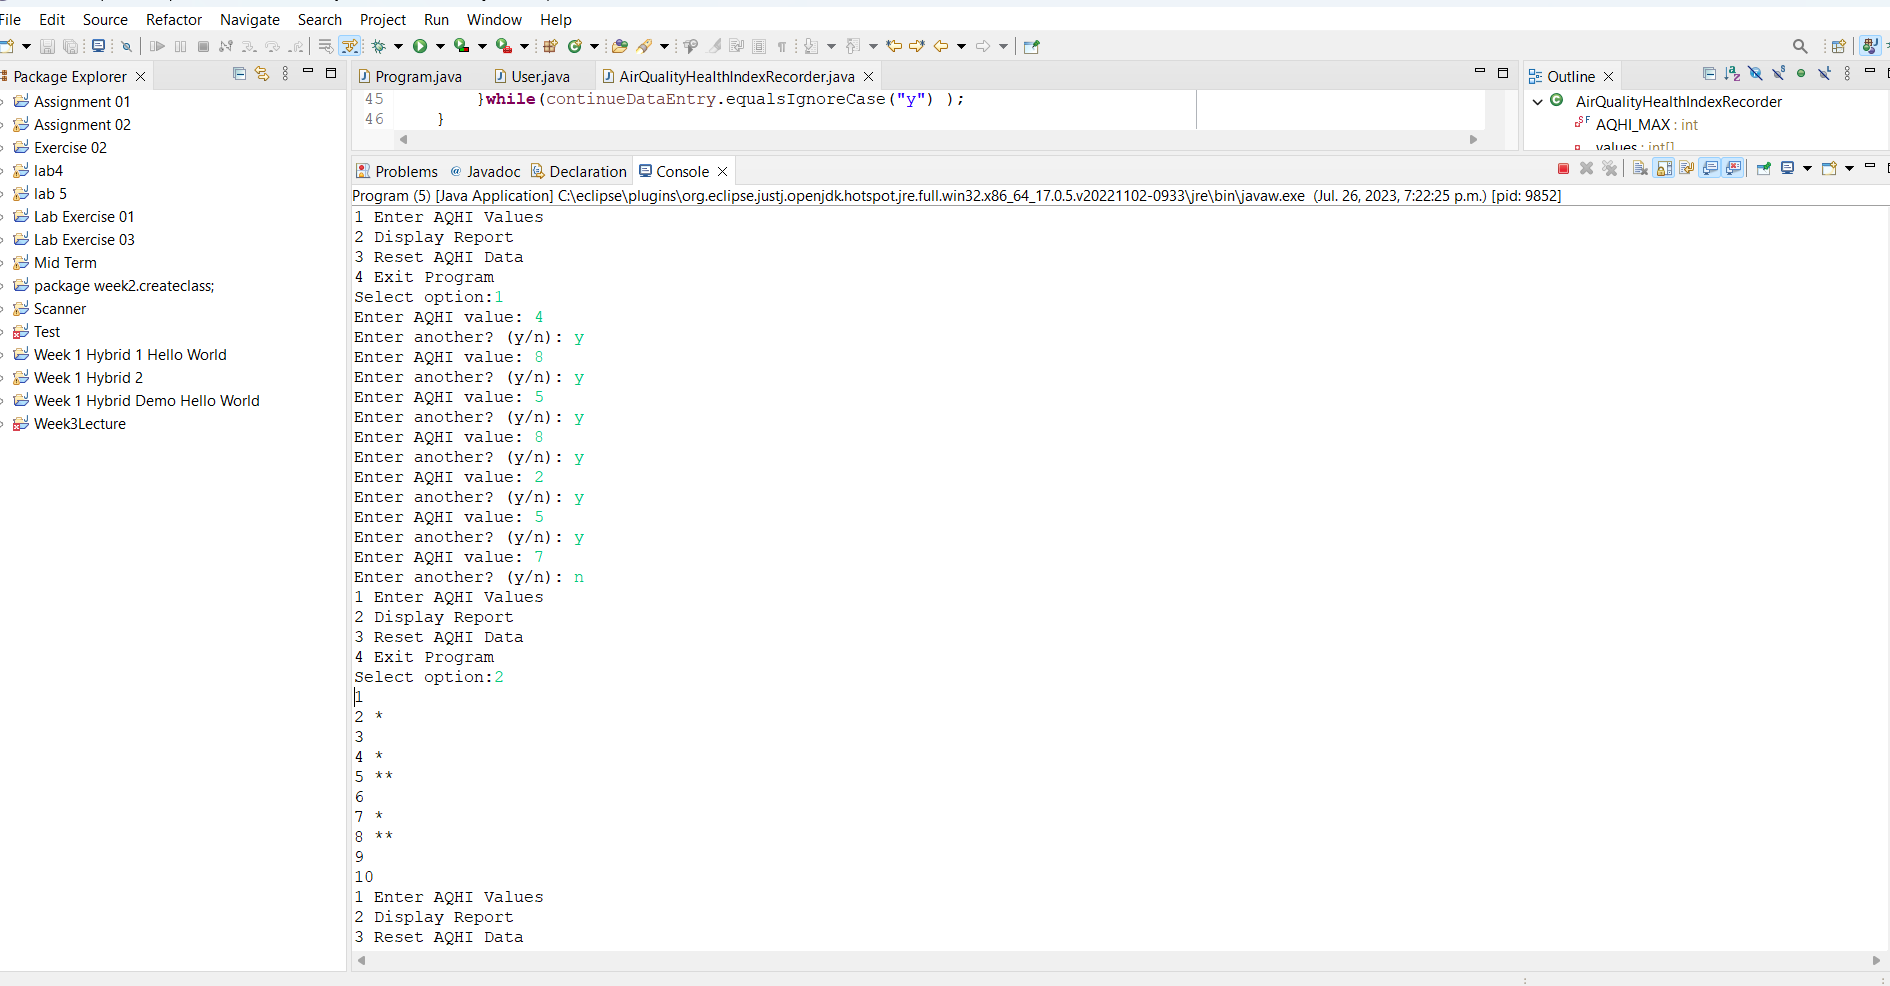 File Edit Source Refactor Navigate Search Project Run Window Help
Package Explorer
Assignment 01
Assignment 02
Exercise 02
lab4
lab 5
Lab Exercise 01
Lab Exercise 03
Mid Term
package week2.createclass;
Scanner
Test
Week 1 Hybrid 1 Hello World
Week 1 Hybrid 2
Week 1 Hybrid Demo Hello World
Week3Lecture
Program.java User.java AirQualityHealthIndexRecorder.java
45 }while(continueDataEntry.equalsIgnoreCase("y") );
46 }
Outline
AirQualityHealthIndexRecorder
AQHI_MAX : int
values : int[]
Problems @ Javadoc Declaration Console
Program (5) [Java Application] C:\eclipse\plugins\org.eclipse.justj.openjdk.hotspot.jre.full.win32.x86_64_17.0.5.v20221102-0933\jre\bin\javaw.exe (Jul. 26, 2023, 7:22:25 p.m.) [pid: 9852]
1 Enter AQHI Values
2 Display Report
3 Reset AQHI Data
4 Exit Program
Select option:1
Enter AQHI value: 4
Enter another? (y/n): y
Enter AQHI value: 8
Enter another? (y/n): y
Enter AQHI value: 5
Enter another? (y/n): y
Enter AQHI value: 8
Enter another? (y/n): y
Enter AQHI value: 2
Enter another? (y/n): y
Enter AQHI value: 5
Enter another? (y/n): y
Enter AQHI value: 7
Enter another? (y/n): n
1 Enter AQHI Values
2 Display Report
3 Reset AQHI Data
4 Exit Program
Select option:2
1
2 *
3
4 *
5 **
6
7 *
8 **
9
10
1 Enter AQHI Values
2 Display Report
3 Reset AQHI Data